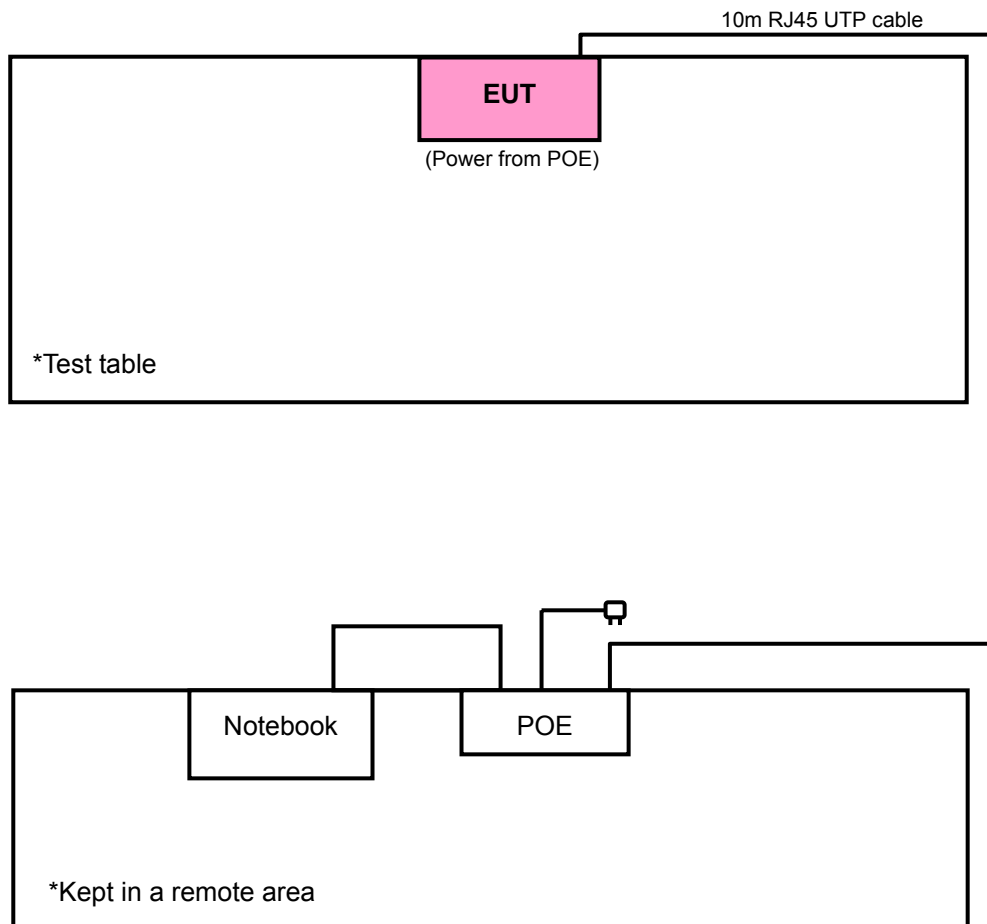 10m RJ45 UTP cable
EUT
(Power from POE)
*Test table
Notebook
POE
*Kept in a remote area